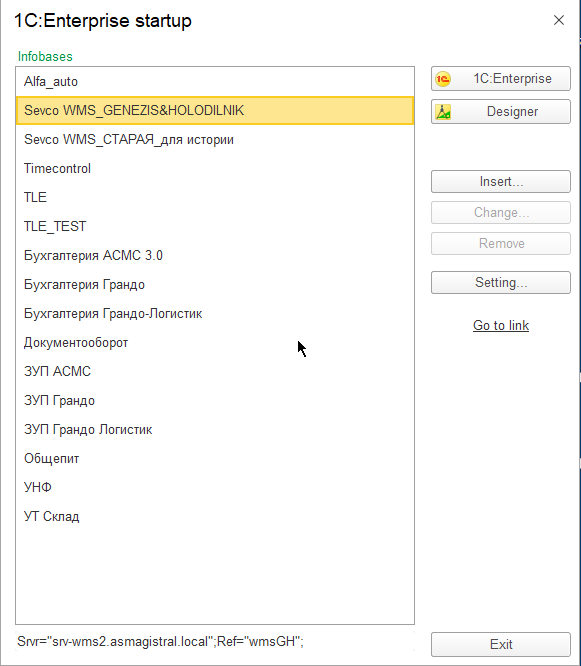 1C:Enterprise startup
Infobases
Alfa_auto
Sevco WMS_GENEZIS&HOLODILNIK
Sevco WMS_СТАРАЯ_для истории
Timecontrol
TLE
TLE_TEST
Бухгалтерия АСМС 3.0
Бухгалтерия Грандо
Бухгалтерия Грандо-Логистик
Документооборот
ЗУП АСМС
ЗУП Грандо
ЗУП Грандо Логистик
Общепит
УНФ
УТ Склад
1C:Enterprise
Designer
Insert...
Change...
Remove
Setting...
Go to link
Srvr="srv-wms2.asmagistral.local";Ref="wmsGH";
Exit